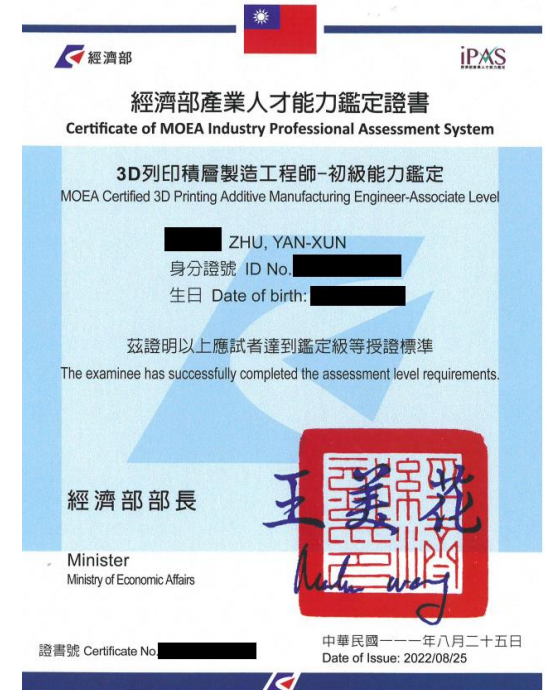 經濟部
iPAS
經濟部產業人才能力鑑定證書
Certificate of MOEA Industry Professional Assessment System
3D列印積層製造工程師-初級能力鑑定
MOEA Certified 3D Printing Additive Manufacturing Engineer-Associate Level
ZHU, YAN-XUN
身分證號 ID No.
生日 Date of birth:
茲證明以上應試者達到鑑定級等授證標準
The examinee has successfully completed the assessment level requirements.
經濟部部長
王美花
Minister
Ministry of Economic Affairs
證書號 Certificate No.
中華民國一一一年八月二十五日
Date of Issue: 2022/08/25